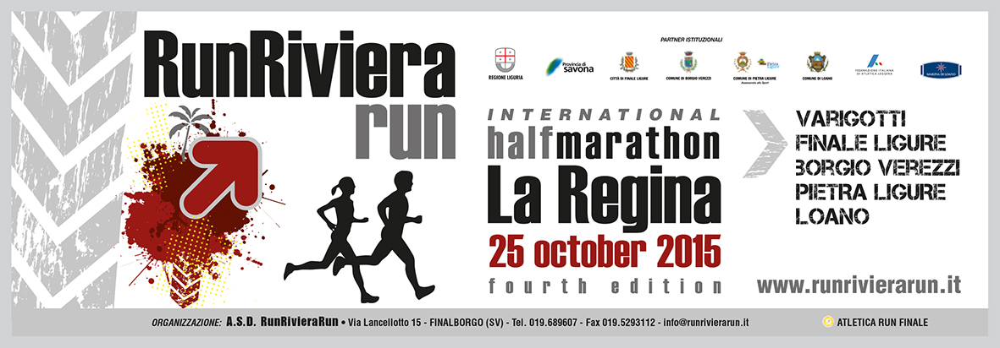 RunRiviera
run
PARTNER ISTITUZIONALI
REGIONE LIGURIA
Provincia di
savona
CITTÀ DI FINALE LIGURE
COMUNE DI BORGIO VEREZZI
Pietra
Ligure
COMUNE DI PIETRA LIGURE
Assessorato allo Sport
COMUNE DI LOANO
FEDERAZIONE ITALIANA
DI ATLETICA LEGGERA
MARINA DI LOANO
INTERNATIONAL
halfmarathon
La Regina
25 october 2015
fourth edition
VARIGOTTI
FINALE LIGURE
BORGIO VEREZZI
PIETRA LIGURE
LOANO
www.runrivierarun.it
ORGANIZZAZIONE: A.S.D. RunRivieraRun • Via Lancellotto 15 - FINALBORGO (SV) - Tel. 019.689607 - Fax 019.5293112 - info@runrivierarun.it
ATLETICA RUN FINALE